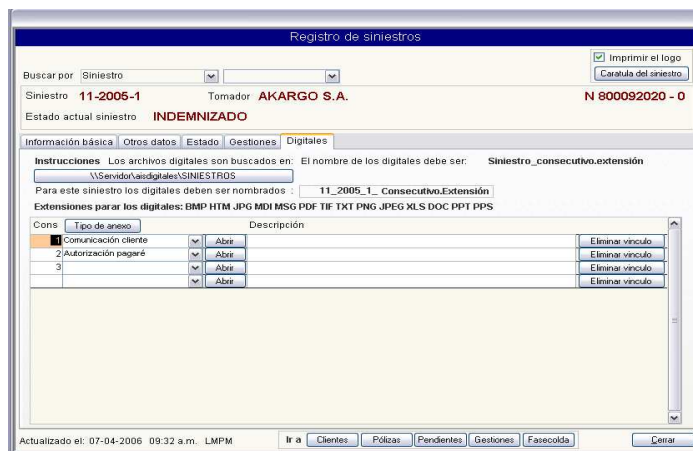 Registro de siniestros
Imprimir el logo
Buscar por Siniestro Caratula del siniestro
Siniestro 11-2005-1 Tomador AKARGO S.A. N 800092020 - 0
Estado actual siniestro INDEMNIZADO
Información básica Otros datos Estado Gestiones Digitales
Instrucciones Los archivos digitales son buscados en: El nombre de los digitales debe ser: Siniestro_consecutivo.extensión
\\Servidor\aisdigitales\SINIESTROS
Para este siniestro los digitales deben ser nombrados : 11_2005_1_ Consecutivo.Extensión
Extensiones parar los digitales: BMP HTM JPG MDI MSG PDF TIF TXT PNG JPEG XLS DOC PPT PPS
Cons Tipo de anexo Descripción
1 Comunicación cliente Abrir Eliminar vinculo
2 Autorización pagaré Abrir Eliminar vinculo
3 Abrir Eliminar vinculo
Abrir Eliminar vinculo
Actualizado el: 07-04-2006 09:32 a.m. LMPM Ir a Clientes Pólizas Pendientes Gestiones Fasecolda Cerrar